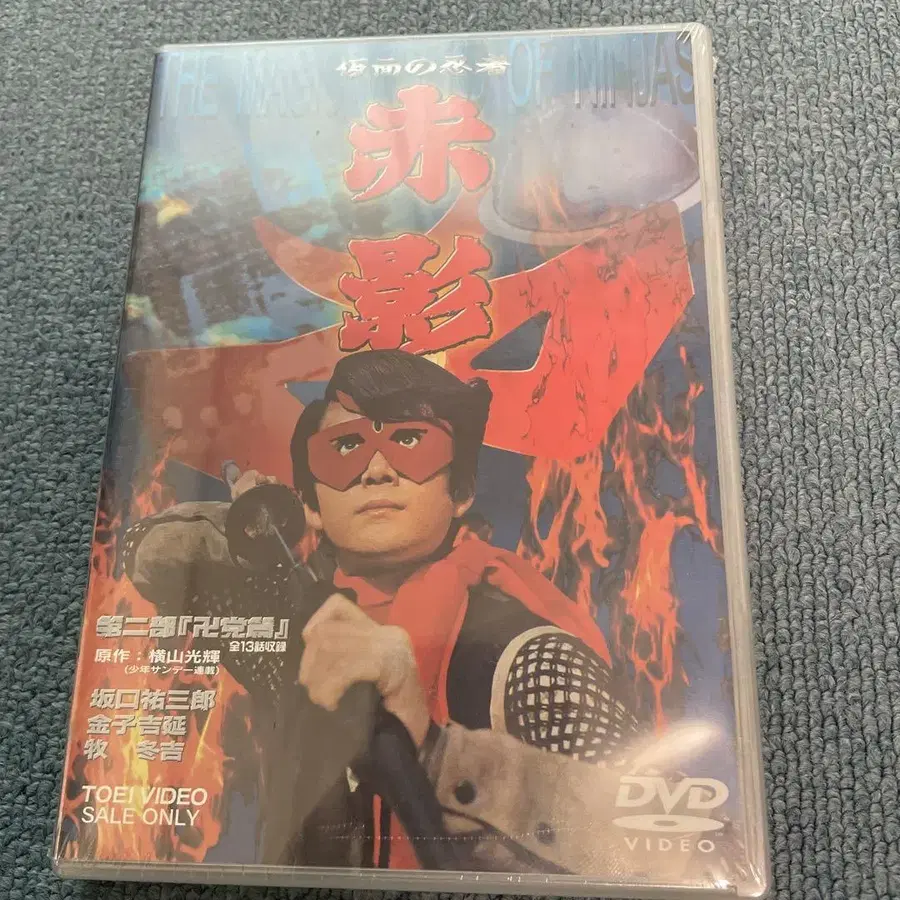 THE MASK OF NINJAS
仮面の忍者
赤
影
第二部『卍党篇』
全13話収録
原作：横山光輝
（少年サンデー連載）
坂口祐三郎
金子吉延
牧　冬吉
TOEI VIDEO
SALE ONLY
DVD
VIDEO